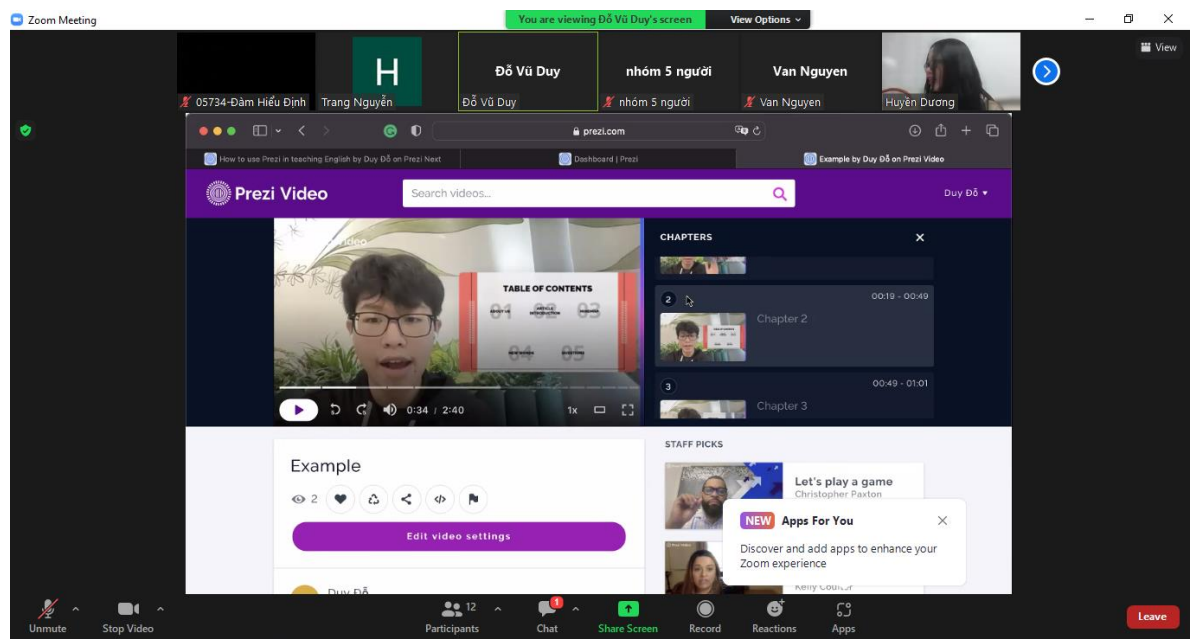 Zoom Meeting
You are viewing Đỗ Vũ Duy's screen
View Options
View
H
Đỗ Vũ Duy
nhóm 5 người
Van Nguyen
05734-Đàm Hiểu Định
Trang Nguyễn
Đỗ Vũ Duy
nhóm 5 người
Van Nguyen
Huyền Dương
prezi.com
How to use Prezi in teaching English by Duy Đỗ on Prezi Next
Dashboard | Prezi
Example by Duy Đỗ on Prezi Video
Prezi Video
Search videos...
Duy Đỗ
TABLE OF CONTENTS
01 02 03
04 05
CHAPTERS
2
00:19 - 00:49
Chapter 2
3
00:49 - 01:01
Chapter 3
0:34 / 2:40
1x
Example
2
Edit video settings
Duy Đỗ
STAFF PICKS
Let's play a game
Christopher Paxton
NEW Apps For You
Discover and add apps to enhance your
Zoom experience
Unmute
Stop Video
12
Participants
1
Chat
Share Screen
Record
Reactions
Apps
Leave